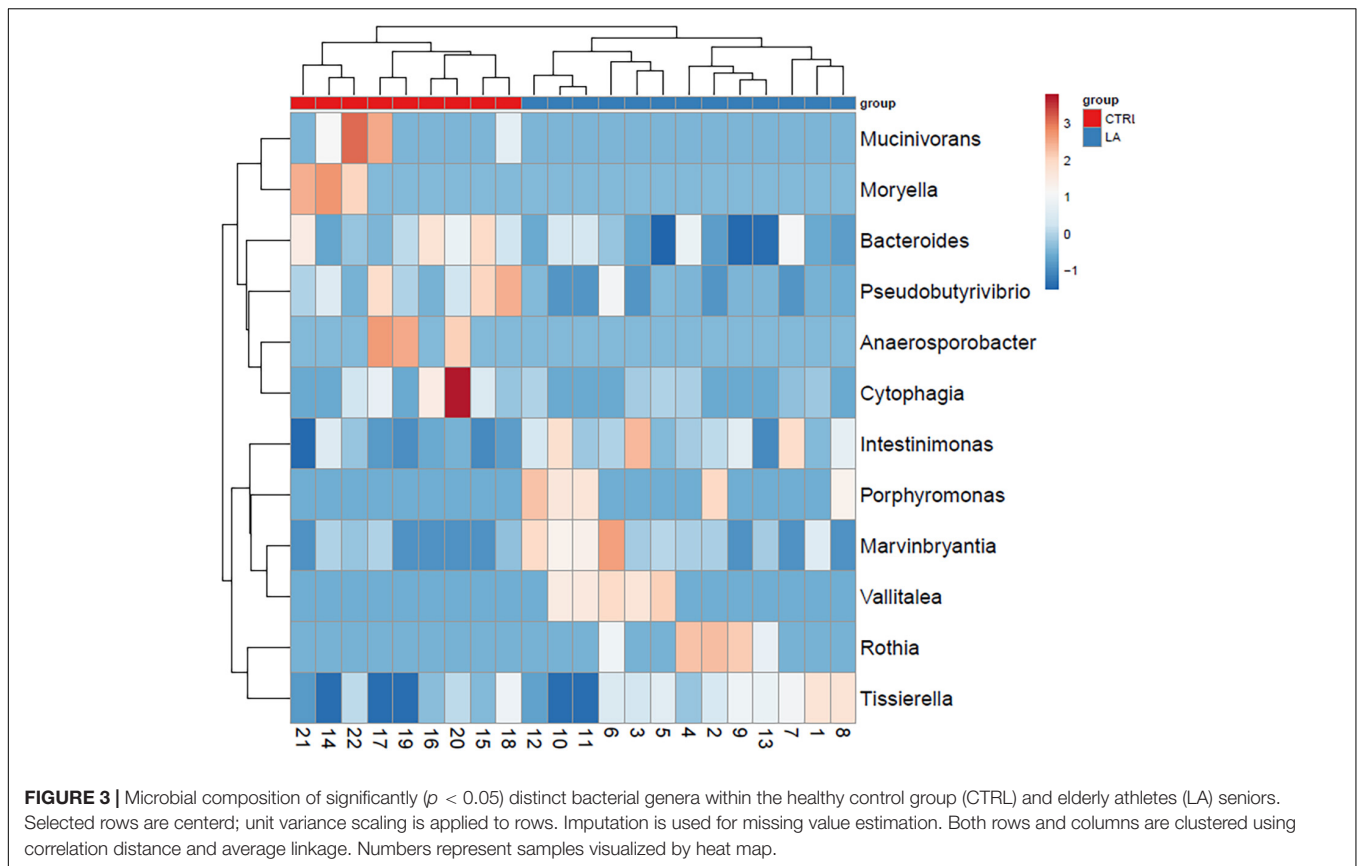 group
Mucinivorans
Moryella
Bacteroides
Pseudobutyrivibrio
Anaerosporobacter
Cytophagia
Intestinimonas
Porphyromonas
Marvinbryantia
Vallitalea
Rothia
Tissierella
3
2
1
0
−1
group
CTRL
LA
21 14 22 17 19 16 20 15 18 12 10 11 6 3 5 4 2 9 13 7 1 8
FIGURE 3 | Microbial composition of significantly (p < 0.05) distinct bacterial genera within the healthy control group (CTRL) and elderly athletes (LA) seniors.
Selected rows are centerd; unit variance scaling is applied to rows. Imputation is used for missing value estimation. Both rows and columns are clustered using
correlation distance and average linkage. Numbers represent samples visualized by heat map.